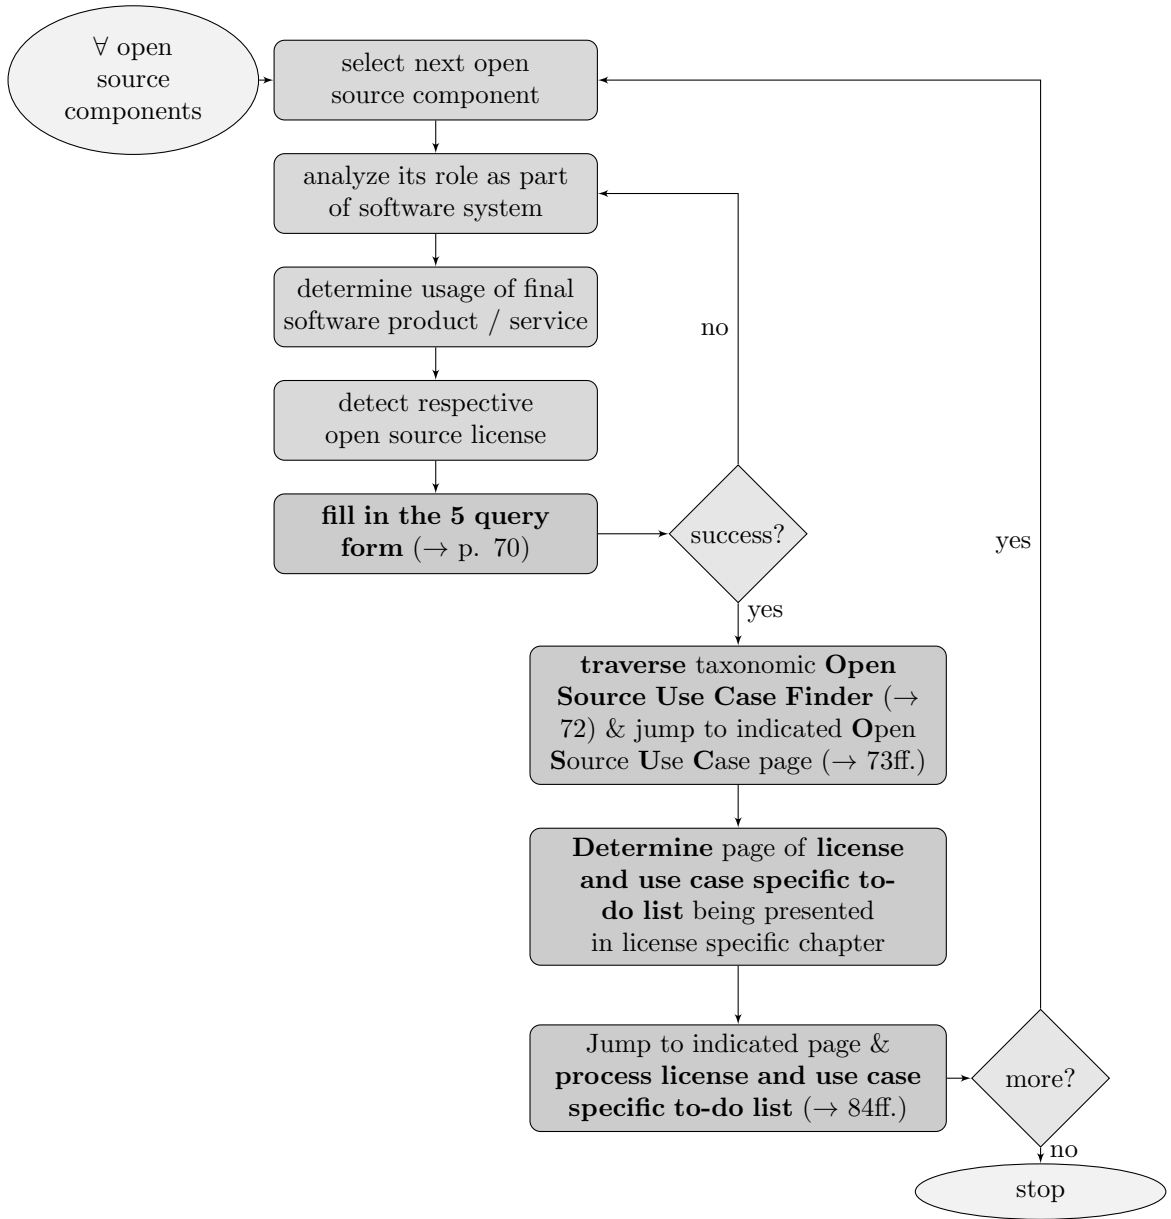 ∀ open
source
components
select next open
source component
analyze its role as part
of software system
determine usage of final
software product / service
no
detect respective
open source license
fill in the 5 query
form (→ p. 70)
success?
yes
yes
traverse taxonomic Open
Source Use Case Finder (→
72) & jump to indicated Open
Source Use Case page (→ 73ff.)
Determine page of license
and use case specific to-
do list being presented
in license specific chapter
Jump to indicated page &
process license and use case
specific to-do list (→ 84ff.)
more?
no
stop